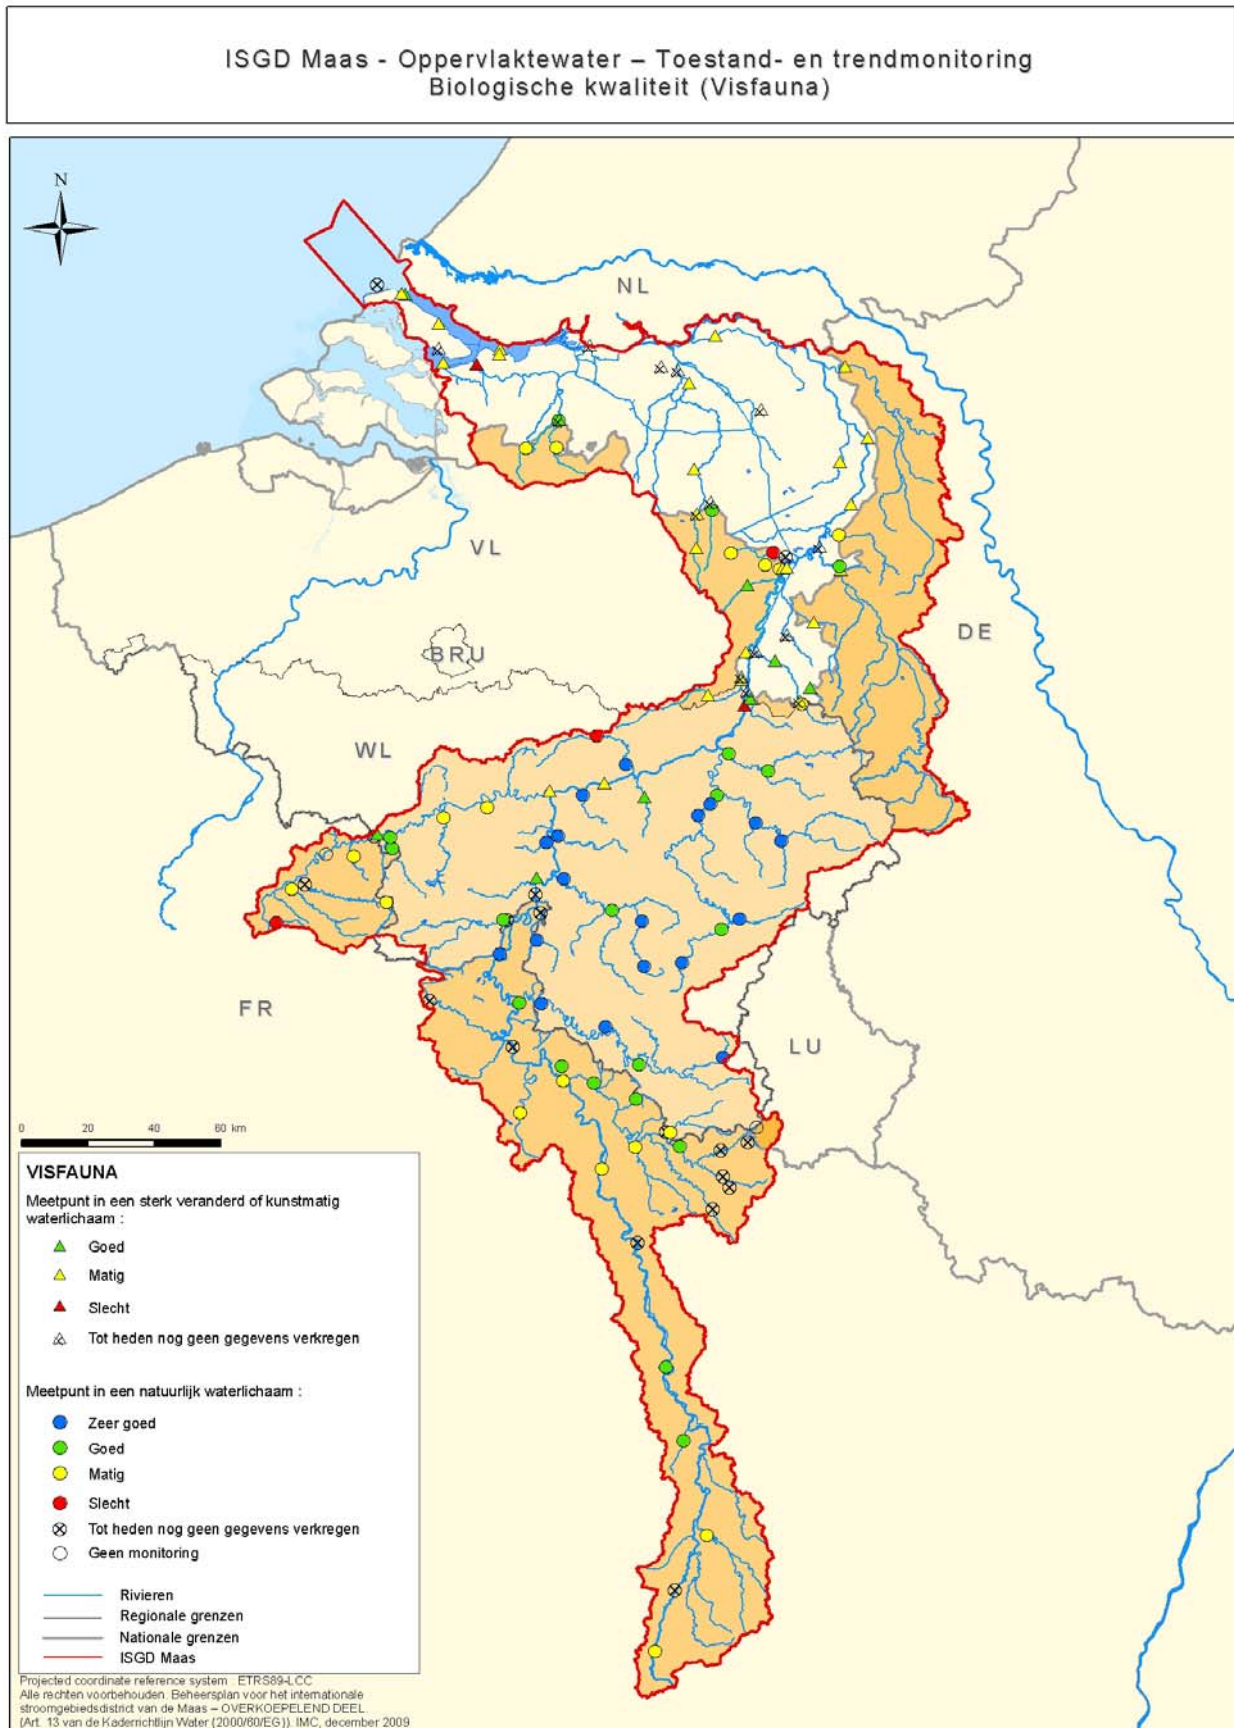 ISGD Maas - Oppervlaktewater – Toestand- en trendmonitoring
Biologische kwaliteit (Visfauna)
N
NL
VL
BRU
DE
WL
FR
LU
0 20 40 60 km
VISFAUNA
Meetpunt in een sterk veranderd of kunstmatig
waterlichaam :
Goed
Matig
Slecht
Tot heden nog geen gegevens verkregen
Meetpunt in een natuurlijk waterlichaam :
Zeer goed
Goed
Matig
Slecht
Tot heden nog geen gegevens verkregen
Geen monitoring
Rivieren
Regionale grenzen
Nationale grenzen
ISGD Maas
Projected coordinate reference system : ETRS89-LCC
Alle rechten voorbehouden. Beheersplan voor het internationale
stroomgebiedsdistrict van de Maas – OVERKOEPELEND DEEL.
(Art. 13 van de Kaderrichtlijn Water (2000/60/EG)). IMC, december 2009